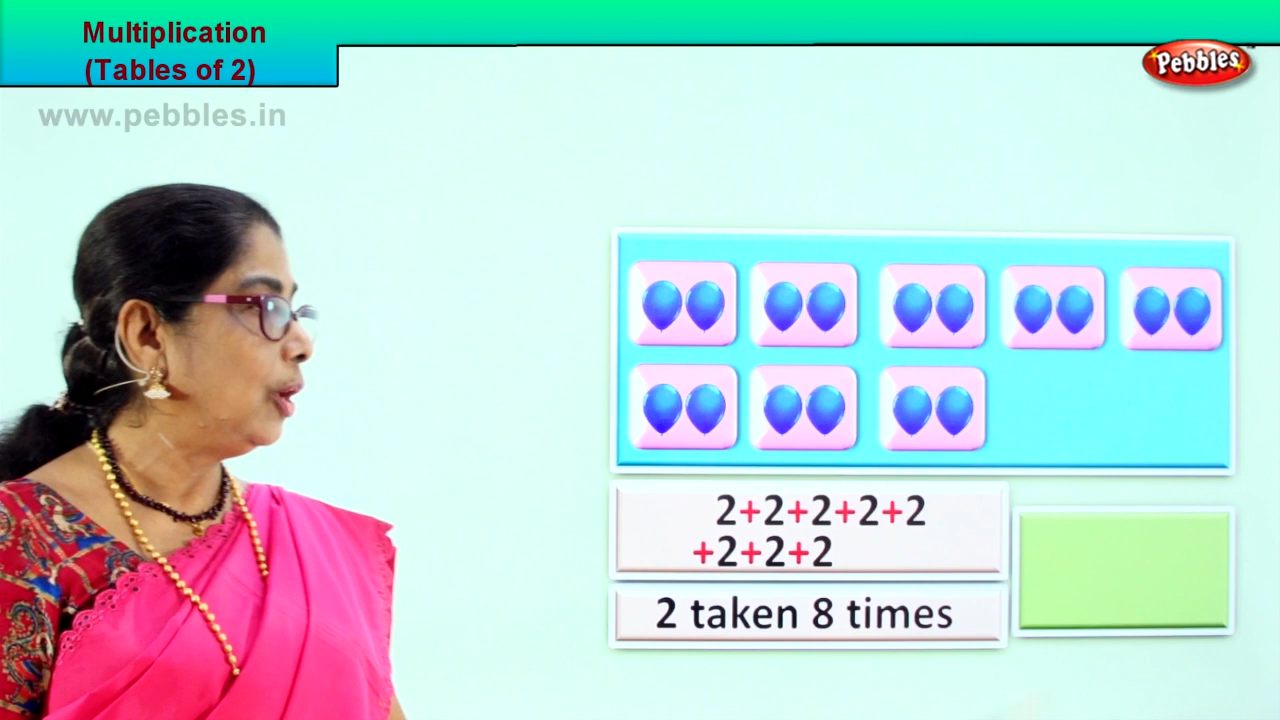 Multiplication
(Tables of 2)
www.pebbles.in
Pebbles
2+2+2+2+2
+2+2+2
2 taken 8 times